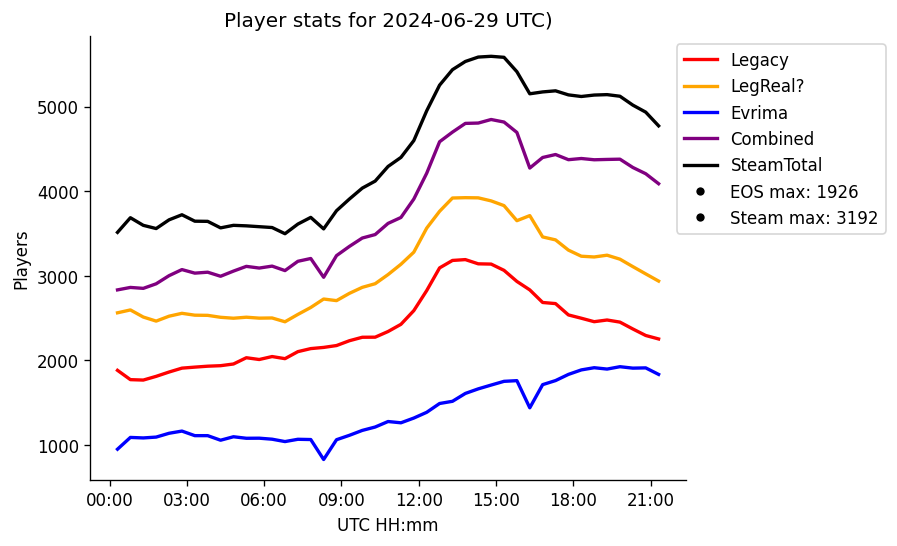 Player stats for 2024-06-29 UTC)
Legacy
LegReal?
Evrima
Combined
SteamTotal
EOS max: 1926
Steam max: 3192
Players
5000
4000
3000
2000
1000
00:00 03:00 06:00 09:00 12:00 15:00 18:00 21:00
UTC HH:mm